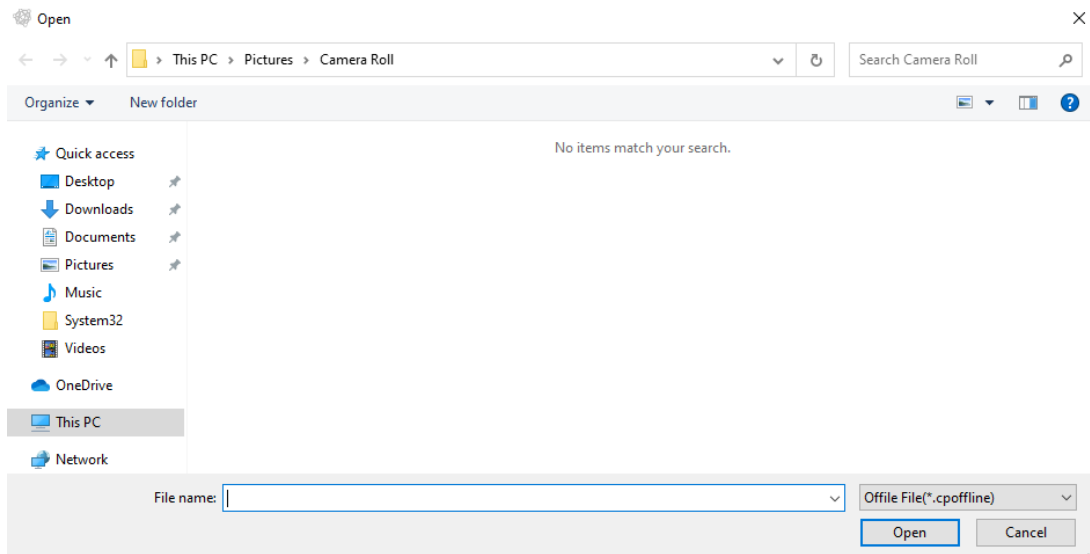 Open
This PC > Pictures > Camera Roll
Search Camera Roll
Organize
New folder
No items match your search.
Quick access
Desktop
Downloads
Documents
Pictures
Music
System32
Videos
OneDrive
This PC
Network
File name:
Offile File(*.cpoffline)
Open
Cancel